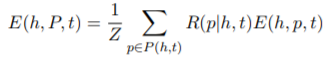 E(h, P, t) = \frac{1}{Z} \sum_{p \in P(h,t)} R(p|h, t)E(h, p, t)